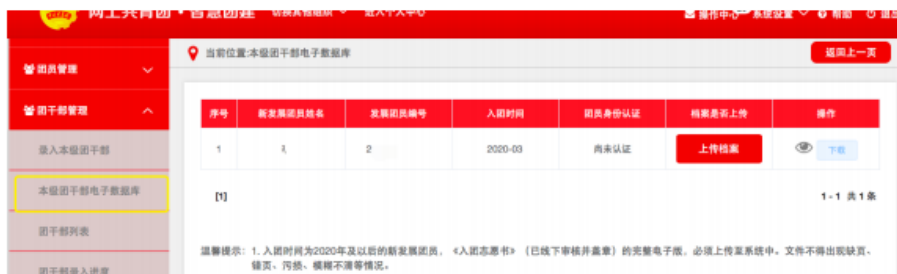 网上共青团·智慧团建 切换其他组织 进入个人中心
操作中心 系统设置 帮助
当前位置:本级团干部电子数据库
返回上一页
团员管理
团干部管理
录入本级团干部
本级团干部电子数据库
团干部列表
团干部录入进度
序号 新发展团员姓名 发展团员编号 入团时间 团员身份认证 档案是否上传 操作
1 2 2020-03 尚未认证 上传档案 下载
[1]
1-1 共1条
温馨提示：1. 入团时间为2020年及以后的新发展团员，《入团志愿书》（已线下审核并盖章）的完整电子版，必须上传至系统中。文件不得出现缺页、
错页、污损、模糊不清等情况。